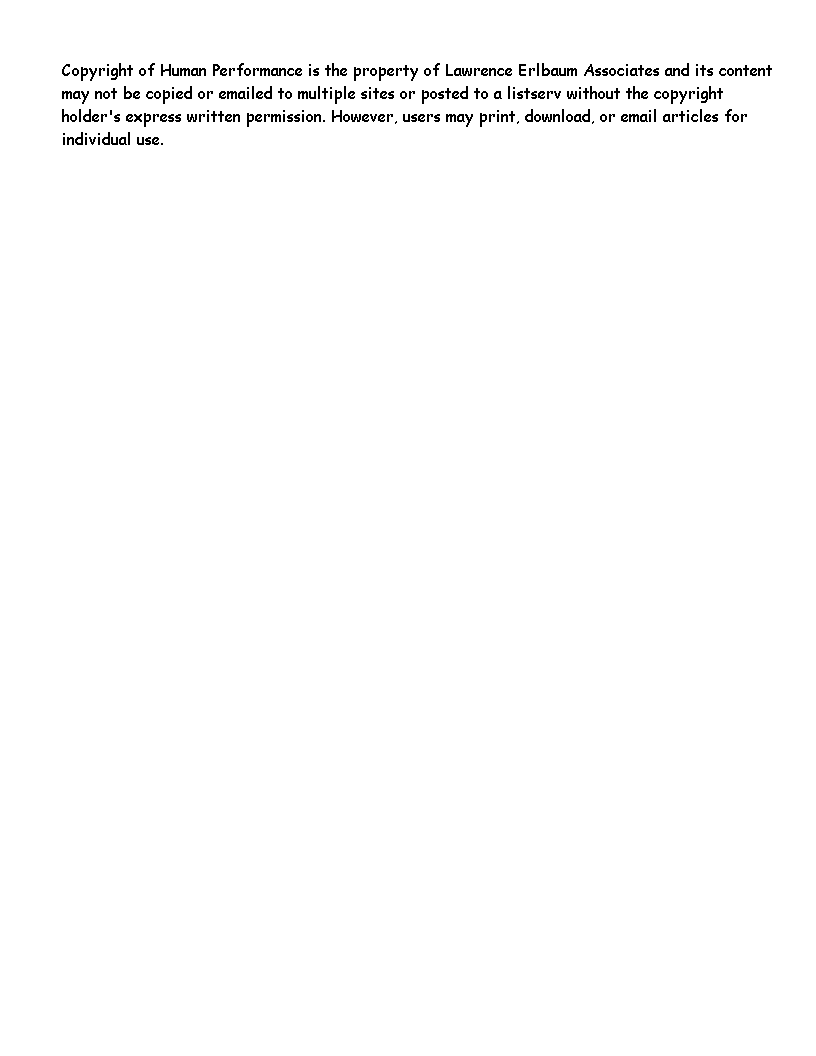 Copyright of Human Performance is the property of Lawrence Erlbaum Associates and its content
may not be copied or emailed to multiple sites or posted to a listserv without the copyright
holder's express written permission. However, users may print, download, or email articles for
individual use.